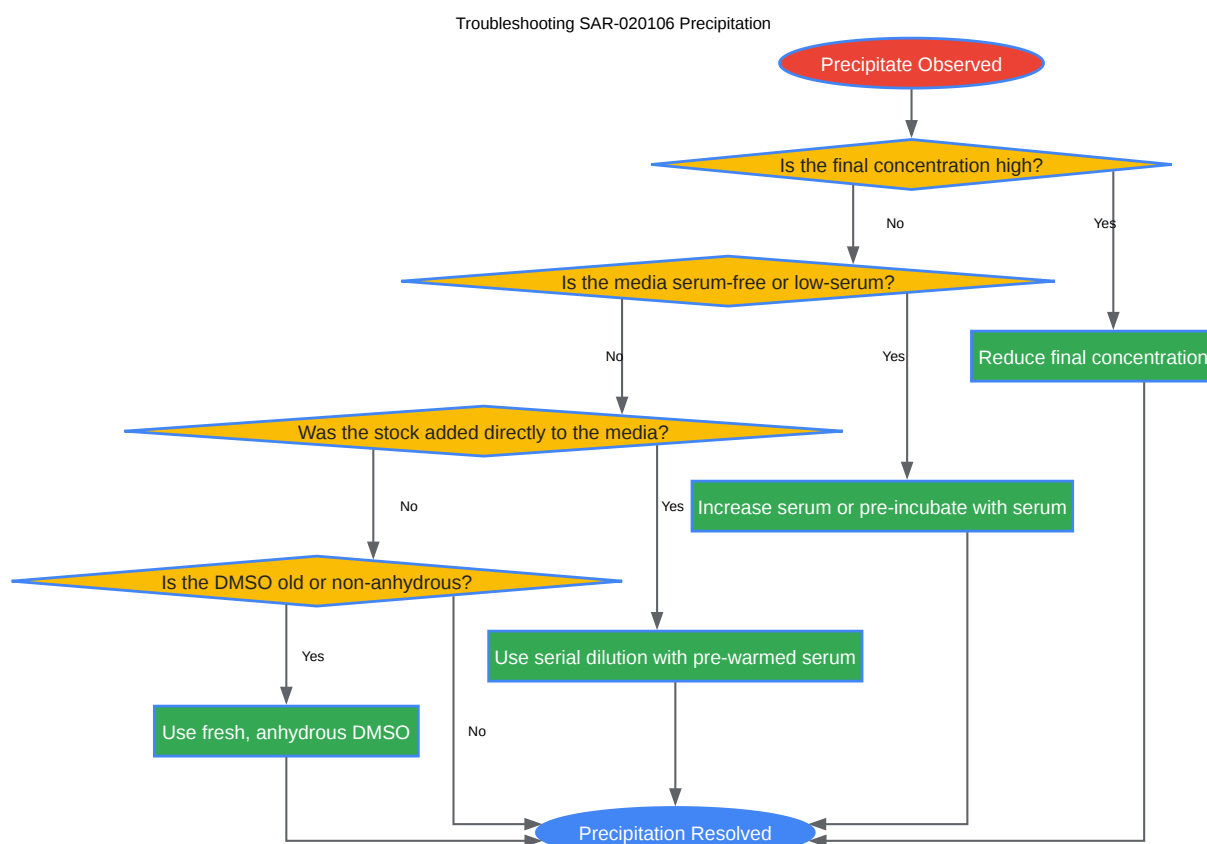 Troubleshooting SAR-020106 Precipitation
Precipitate Observed
Is the final concentration high?
No
Yes
Is the media serum-free or low-serum?
No
Yes
Reduce final concentration
Was the stock added directly to the media?
No
Yes
Increase serum or pre-incubate with serum
Is the DMSO old or non-anhydrous?
Yes
Use serial dilution with pre-warmed serum
Use fresh, anhydrous DMSO
No
Precipitation Resolved